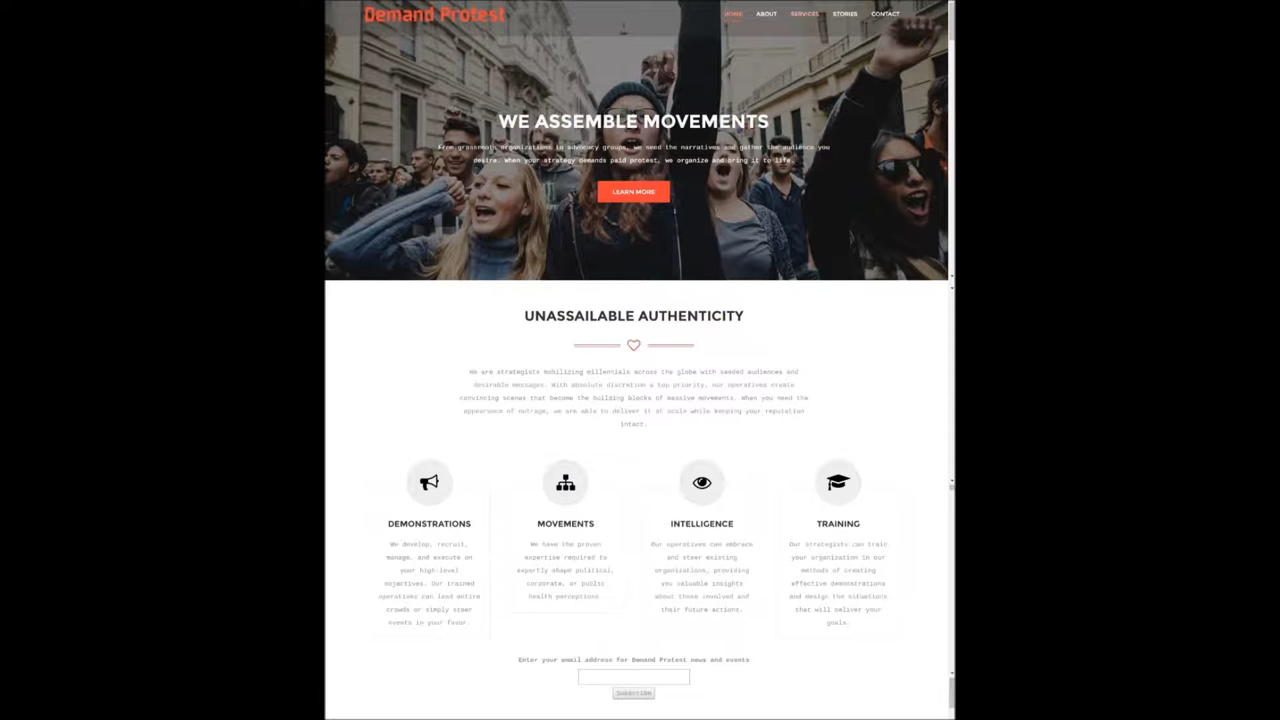 Demand Protest
HOME ABOUT SERVICES STORIES CONTACT
WE ASSEMBLE MOVEMENTS
From grassroots organizations to advocacy groups, we seed the narratives and gather the audience you
desire. When your strategy demands paid protest, we organize and bring it to life.
LEARN MORE
UNASSAILABLE AUTHENTICITY
We are strategists mobilizing millennials across the globe with seeded audiences and
desirable messages. With absolute discretion a top priority, our operatives create
convincing scenes that become the building blocks of massive movements. When you need the
appearance of outrage, we are able to deliver it at scale while keeping your reputation
intact.
DEMONSTRATIONS
We develop, recruit,
manage, and execute on
your high-level
objectives. Our trained
operatives can lead entire
crowds or simply steer
events in your favor.
MOVEMENTS
We have the proven
expertise required to
expertly shape political,
corporate, or public
health perceptions.
INTELLIGENCE
Our operatives can embrace
and steer existing
organizations, providing
you valuable insights
about those involved and
their future actions.
TRAINING
Our strategists can train
your organization in our
methods of creating
effective demonstrations
and design the situations
that will deliver your
goals.
Enter your email address for Demand Protest news and events
Subscribe